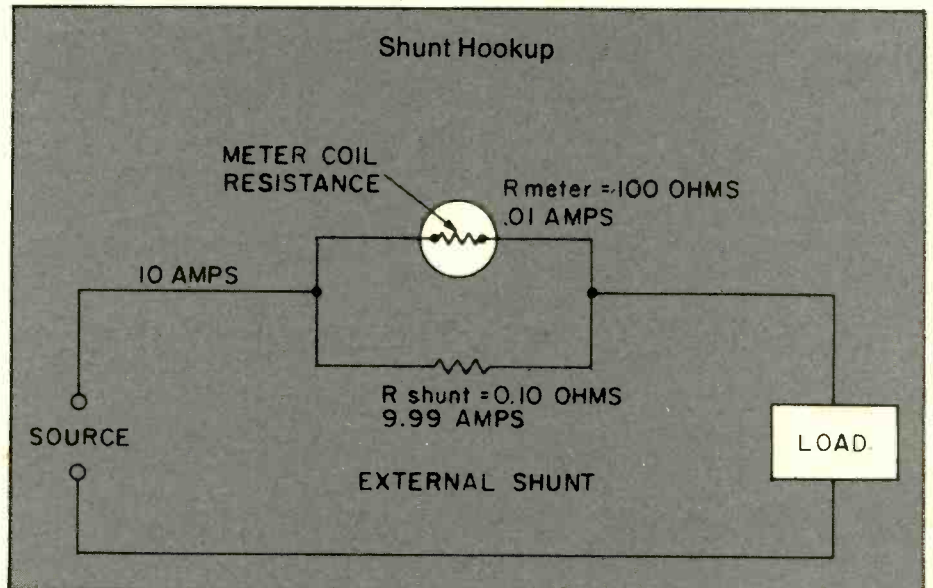 Shunt Hookup
METER COIL
RESISTANCE
R meter = 100 OHMS
.01 AMPS
10 AMPS
R shunt = 0.10 OHMS
9.99 AMPS
SOURCE
LOAD
EXTERNAL SHUNT